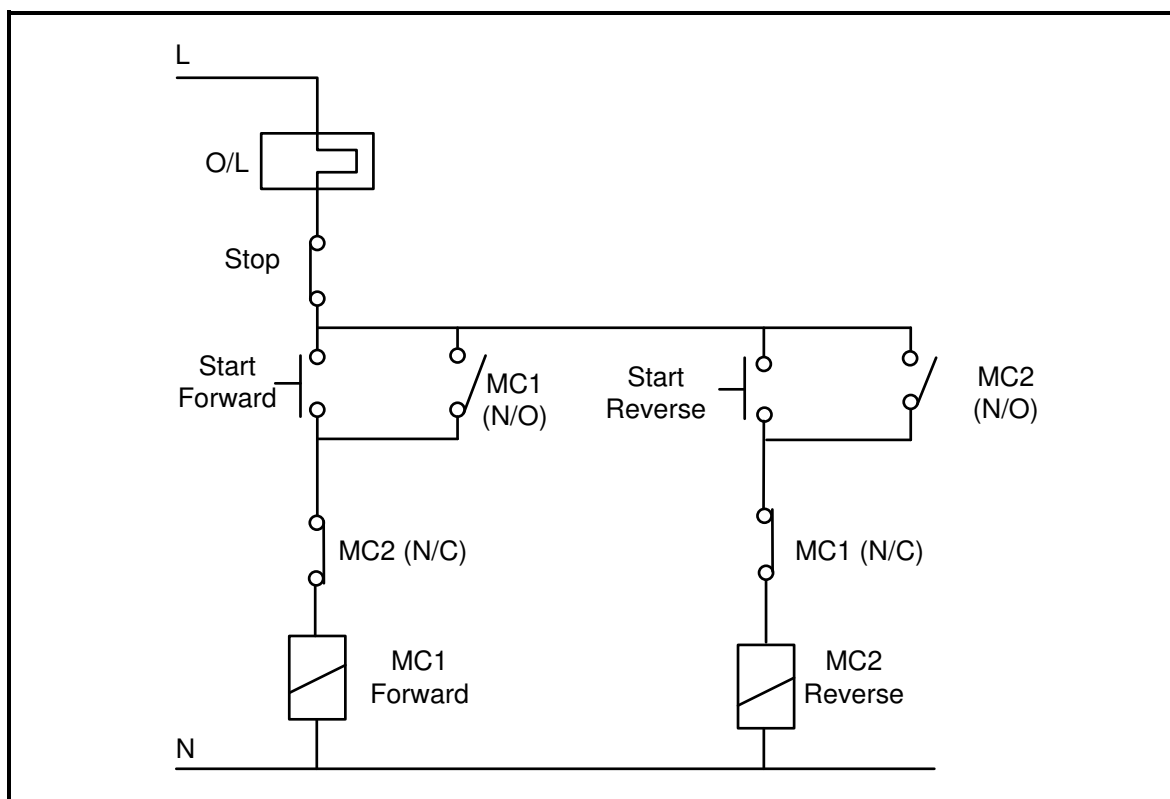 L
O/L
Stop
Start
Forward
MC1
(N/O)
Start
Reverse
MC2
(N/O)
MC2 (N/C)
MC1 (N/C)
MC1
Forward
MC2
Reverse
N